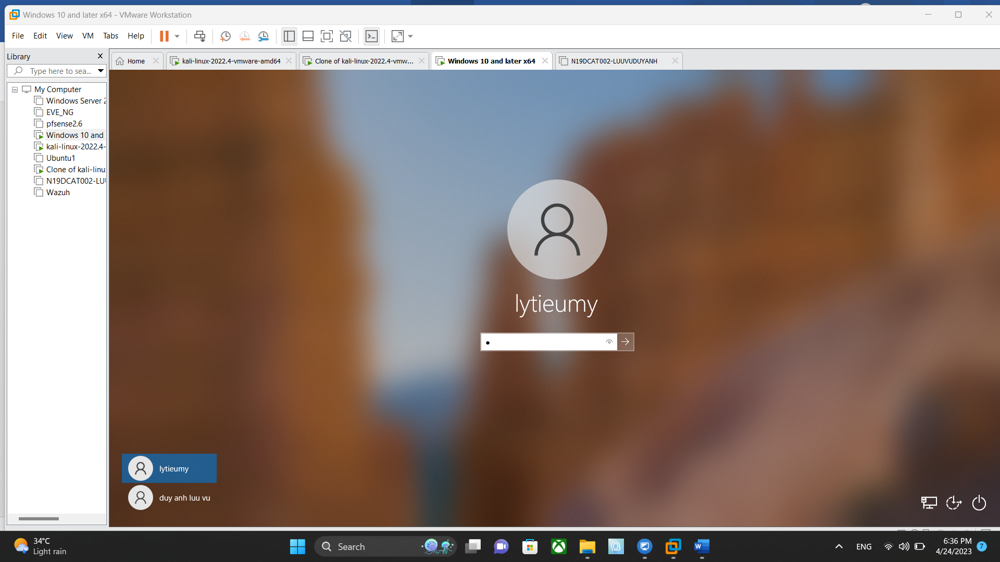 Windows 10 and later x64 - VMware Workstation
File Edit View VM Tabs Help
Library
Type here to sea...
My Computer
Windows Server 2
EVE_NG
pfsense2.6
Windows 10 and
kali-linux-2022.4-
Ubuntu1
Clone of kali-linu
N19DCAT002-LU
Wazuh
Home
kali-linux-2022.4-vmware-amd64
Clone of kali-linux-2022.4-vmw...
Windows 10 and later x64
N19DCAT002-LUUVUDUYANH
lytieumy
lytieumy
duy anh luu vu
34°C
Light rain
Search
W
ENG
6:36 PM
4/24/2023
7